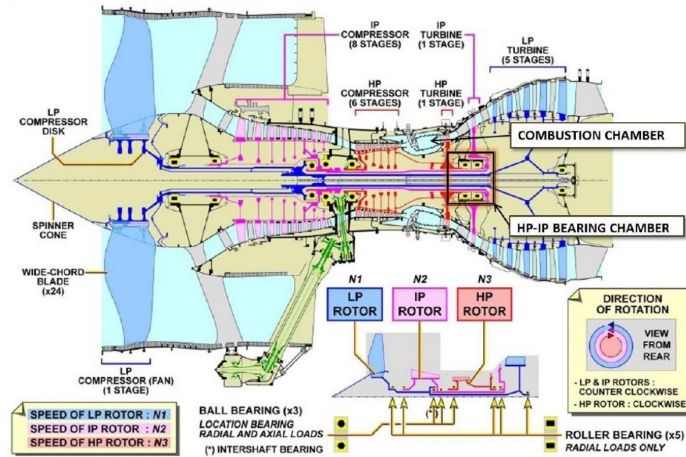 IP
COMPRESSOR
(8 STAGES)
IP
TURBINE
(1 STAGE)
LP
TURBINE
(5 STAGES)
HP
COMPRESSOR
(6 STAGES)
HP
TURBINE
(1 STAGE)
LP
COMPRESSOR
DISK
COMBUSTION CHAMBER
SPINNER
CONE
HP-IP BEARING CHAMBER
WIDE-CHORD
BLADE
(x24)
N1
LP
ROTOR
N2
IP
ROTOR
N3
HP
ROTOR
DIRECTION
OF ROTATION
VIEW
FROM
REAR
- LP & IP ROTORS :
COUNTER CLOCKWISE
- HP ROTOR : CLOCKWISE
LP
COMPRESSOR (FAN)
(1 STAGE)
SPEED OF LP ROTOR : N1
SPEED OF IP ROTOR : N2
SPEED OF HP ROTOR : N3
BALL BEARING (x3)
LOCATION BEARING
RADIAL AND AXIAL LOADS
(*) INTERSHAFT BEARING
(*)
ROLLER BEARING (x5)
RADIAL LOADS ONLY